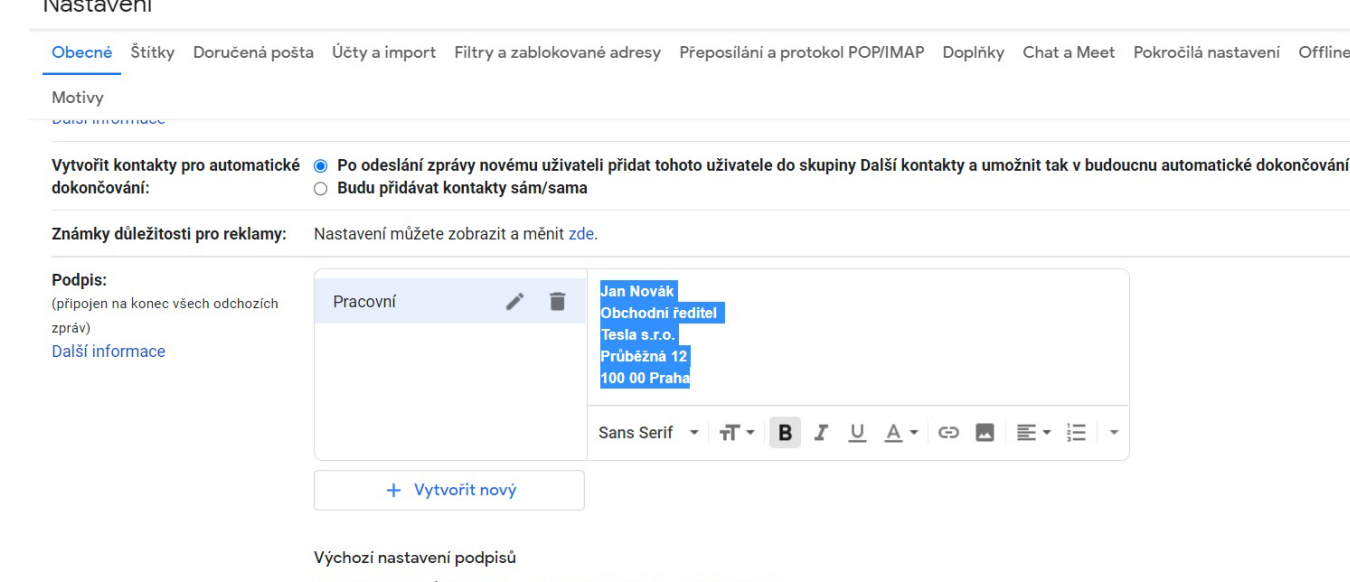 Nastavení
Obecné Štítky Doručená pošta Účty a import Filtry a zablokované adresy Přeposílání a protokol POP/IMAP Doplňky Chat a Meet Pokročilá nastavení Offline
Motivy
Další informace
Vytvořit kontakty pro automatické dokončování:
Po odeslání zprávy novému uživateli přidat tohoto uživatele do skupiny Další kontakty a umožnit tak v budoucnu automatické dokončování
Budu přidávat kontakty sám/sama
Známky důležitosti pro reklamy: Nastavení můžete zobrazit a měnit zde.
Podpis:
(připojen na konec všech odchozích
zpráv)
Další informace
Pracovní
Jan Novák
Obchodní ředitel
Tesla s.r.o.
Průběžná 12
100 00 Praha
Sans Serif B I U A
+ Vytvořit nový
Výchozí nastavení podpisů